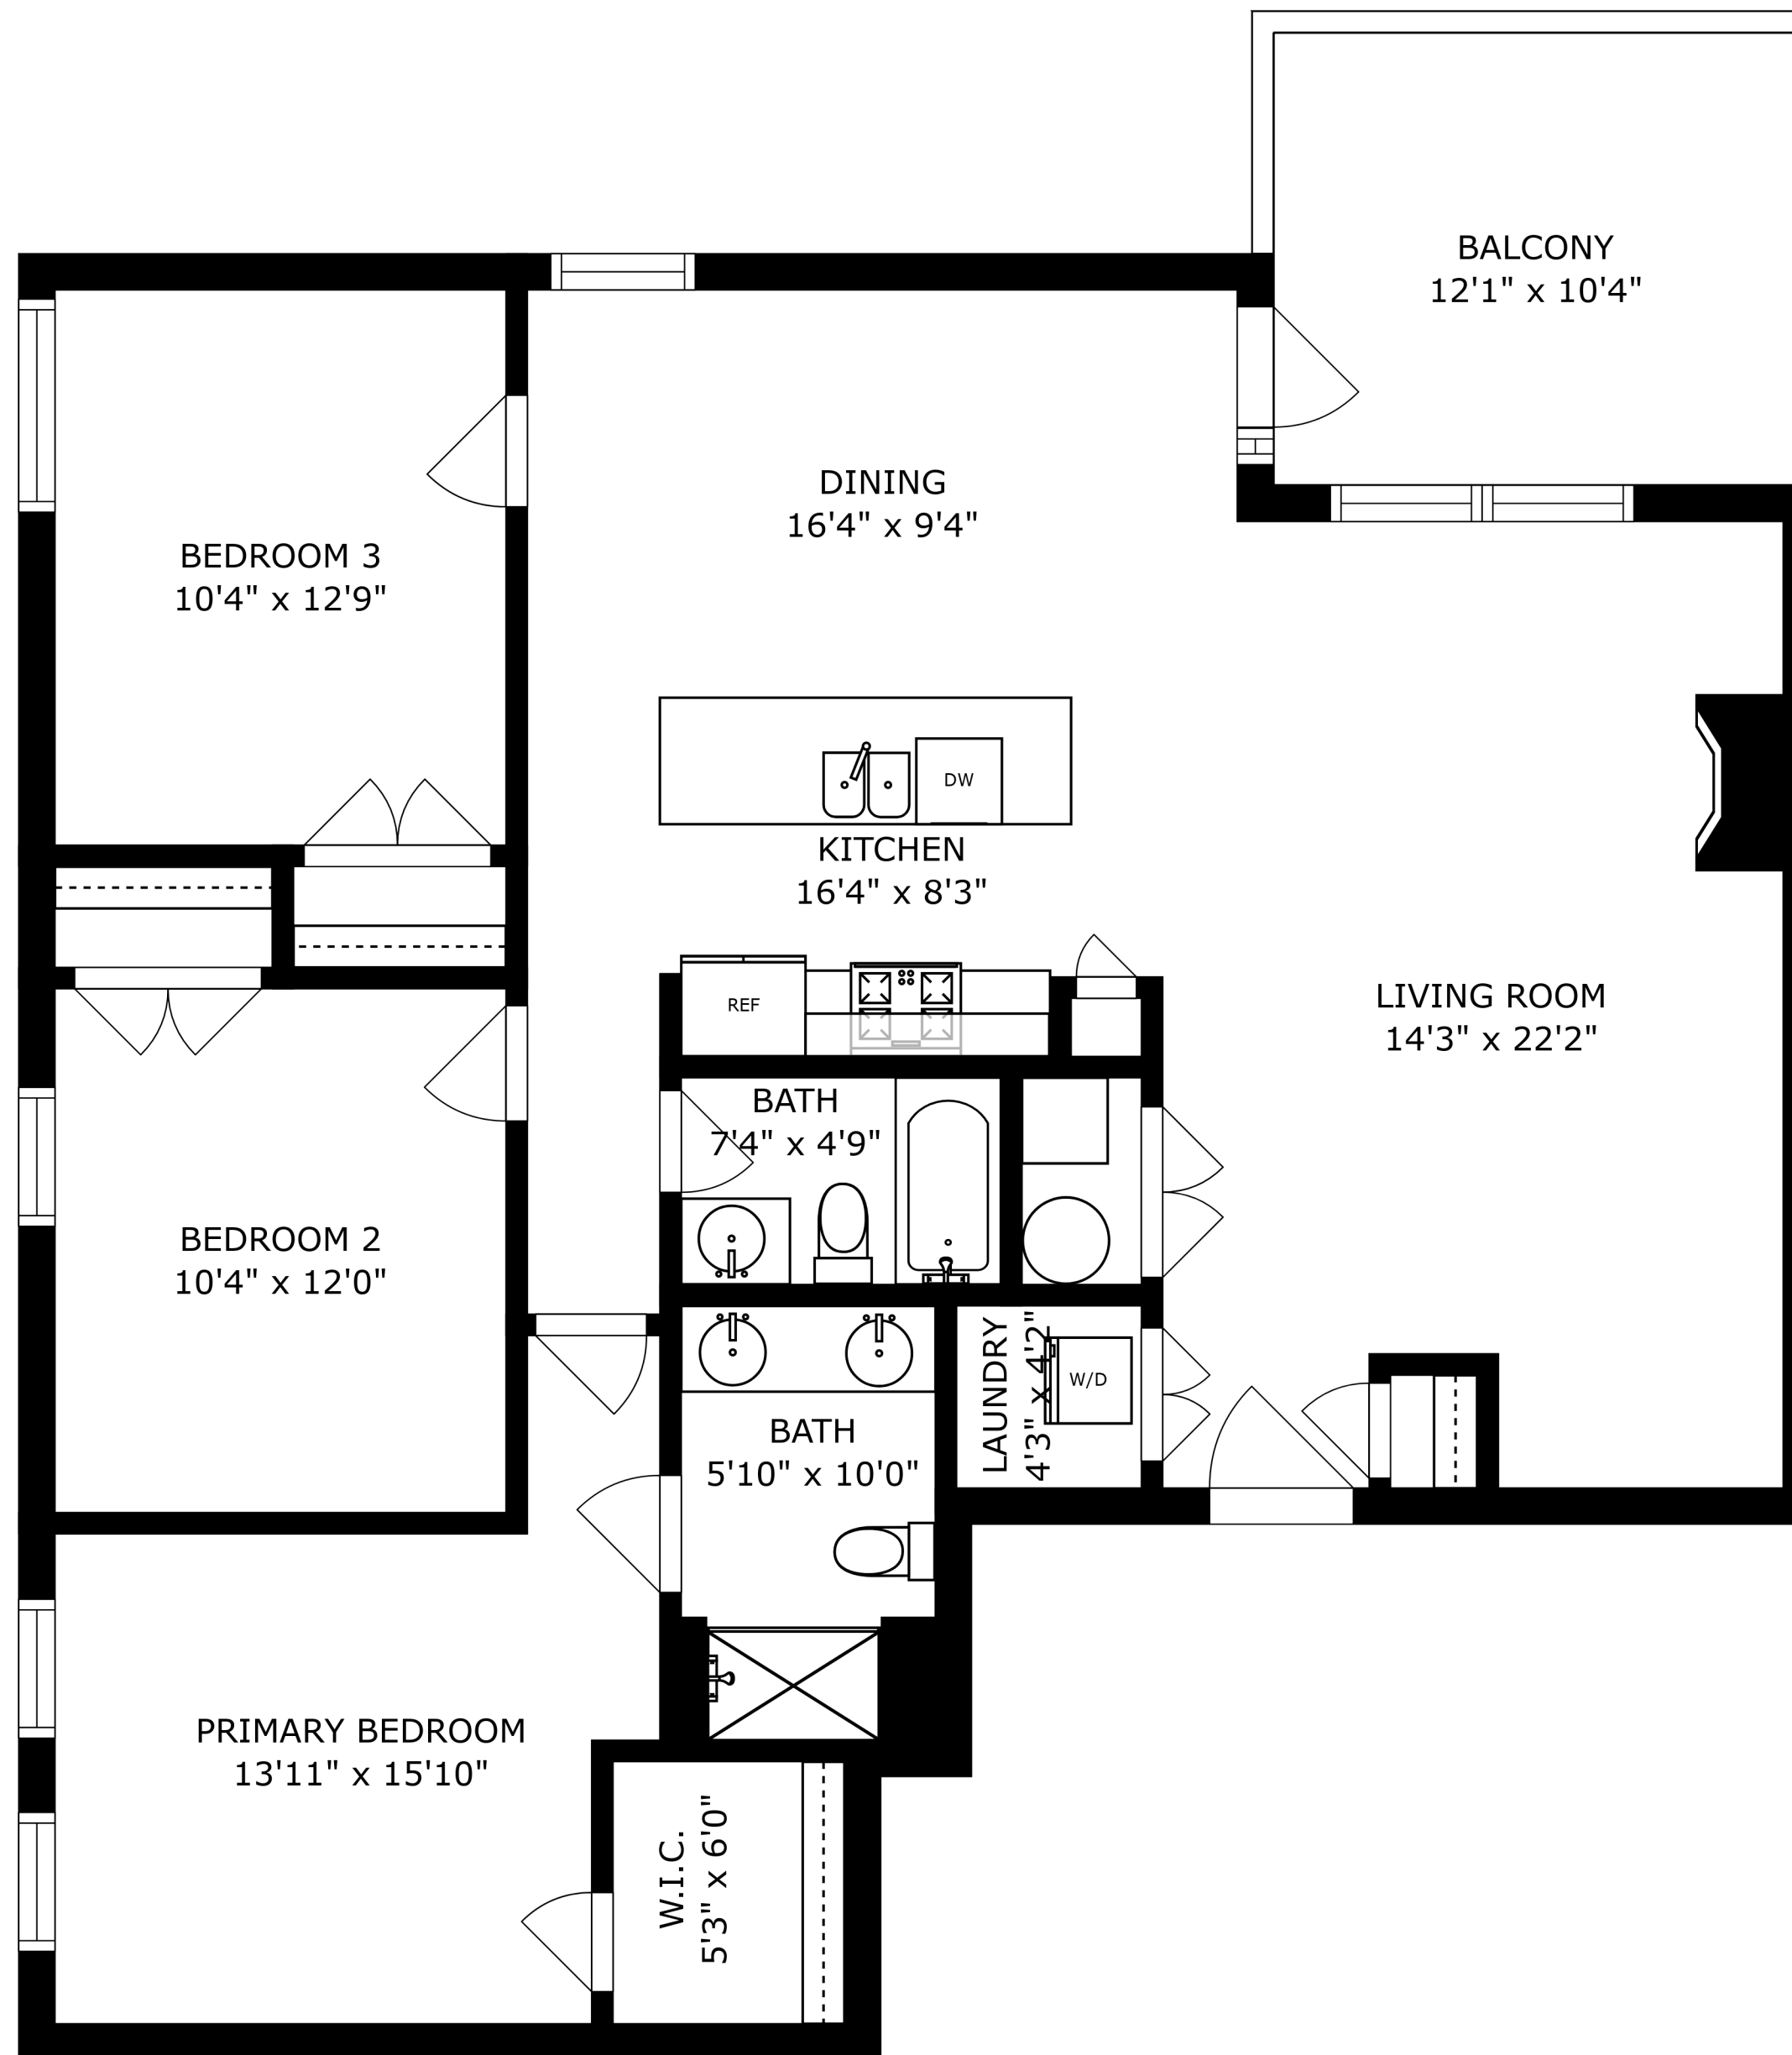 BALCONY
12'1" x 10'4"
DINING
16'4" x 9'4"
BEDROOM 3
10'4" x 12'9"
DW
KITCHEN
16'4" x 8'3"
REF
LIVING ROOM
14'3" x 22'2"
BATH
7'4" x 4'9"
BEDROOM 2
10'4" x 12'0"
LAUNDRY
4'3" x 4'2"
W/D
BATH
5'10" x 10'0"
PRIMARY BEDROOM
13'11" x 15'10"
W.I.C.
5'3" x 6'0"